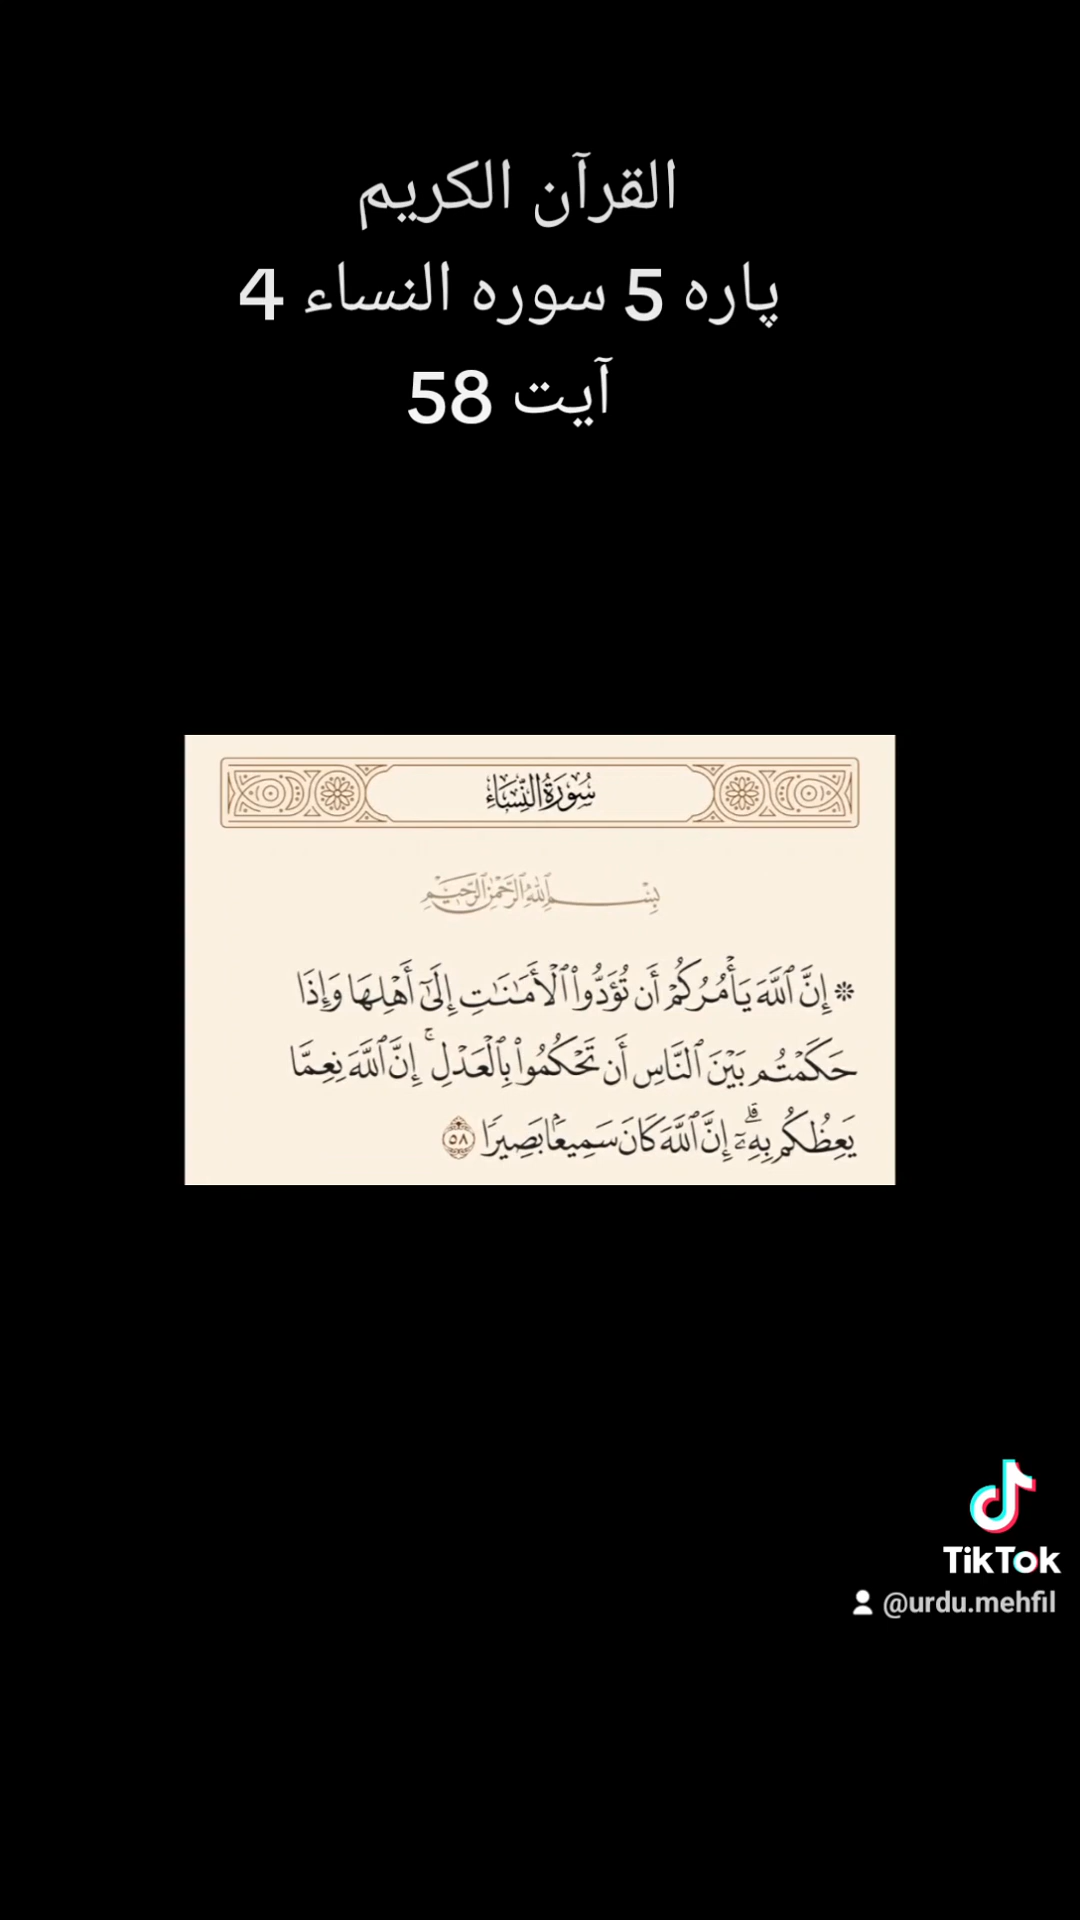 القرآن الكريم
پارہ 5 سورہ النساء 4
آیت 58
سُورَةُ النِّسَاءِ
بِسْمِ ٱللَّهِ ٱلرَّحْمَٰنِ ٱلرَّحِيمِ
۞ إِنَّ ٱللَّهَ يَأْمُرُكُمْ أَن تُؤَدُّوا۟ ٱلْأَمَـٰنَـٰتِ إِلَىٰٓ أَهْلِهَا وَإِذَا
حَكَمْتُم بَيْنَ ٱلنَّاسِ أَن تَحْكُمُوا۟ بِٱلْعَدْلِ ۚ إِنَّ ٱللَّهَ نِعِمَّا
يَعِظُكُم بِهِۦٓ ۗ إِنَّ ٱللَّهَ كَانَ سَمِيعًۢا بَصِيرًا ٥٨
TikTok
@urdu.mehfil